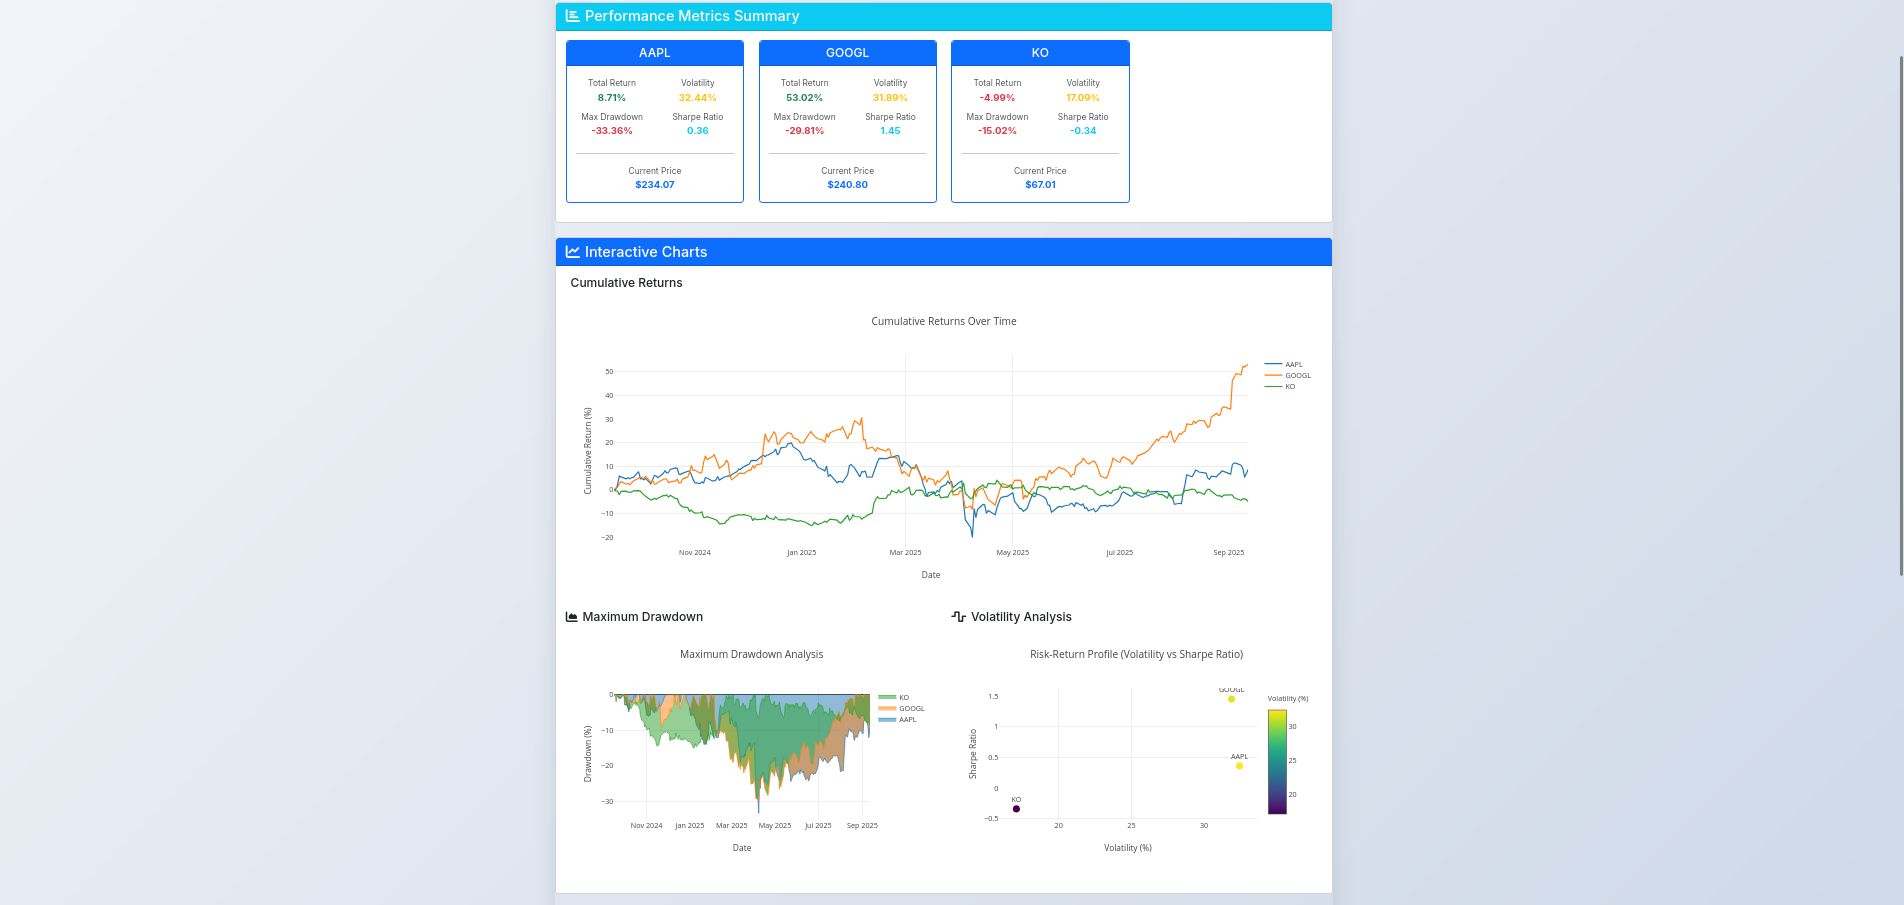 Performance Metrics Summary
AAPL
Total Return Volatility
8.71% 32.44%
Max Drawdown Sharpe Ratio
-33.36% 0.36
Current Price
$234.07
GOOGL
Total Return Volatility
53.02% 31.89%
Max Drawdown Sharpe Ratio
-29.81% 1.45
Current Price
$240.80
KO
Total Return Volatility
-4.99% 17.09%
Max Drawdown Sharpe Ratio
-15.02% -0.34
Current Price
$67.01
Interactive Charts
Cumulative Returns
Cumulative Returns Over Time
Cumulative Return (%)
50
40
30
20
10
0
−10
−20
Nov 2024 Jan 2025 Mar 2025 May 2025 Jul 2025 Sep 2025
Date
AAPL
GOOGL
KO
Maximum Drawdown
Maximum Drawdown Analysis
Drawdown (%)
0
−10
−20
−30
Nov 2024 Jan 2025 Mar 2025 May 2025 Jul 2025 Sep 2025
Date
KO
GOOGL
AAPL
Volatility Analysis
Risk-Return Profile (Volatility vs Sharpe Ratio)
Sharpe Ratio
1.5
1
0.5
0
−0.5
GOOGL
AAPL
KO
20 25 30
Volatility (%)
Volatility (%)
30
25
20